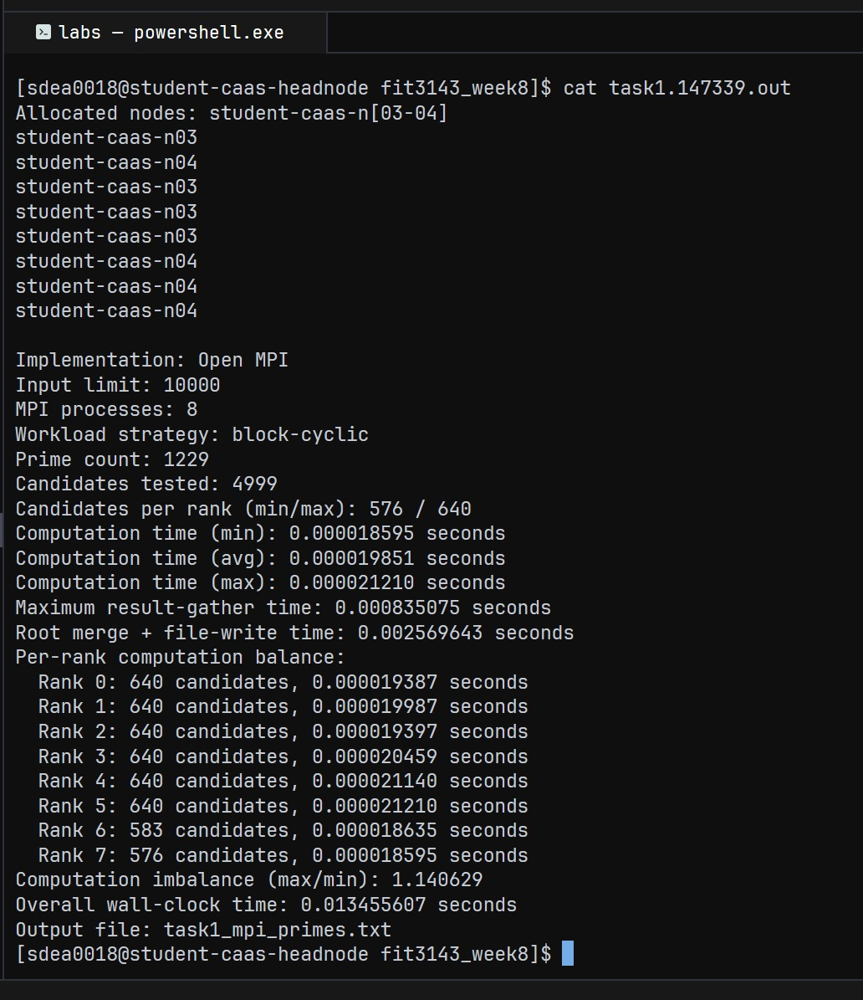 labs — powershell.exe
[sdea0018@student-caas-headnode fit3143_week8]$ cat task1.147339.out
Allocated nodes: student-caas-n[03-04]
student-caas-n03
student-caas-n04
student-caas-n03
student-caas-n03
student-caas-n03
student-caas-n04
student-caas-n04
student-caas-n04
Implementation: Open MPI
Input limit: 10000
MPI processes: 8
Workload strategy: block-cyclic
Prime count: 1229
Candidates tested: 4999
Candidates per rank (min/max): 576 / 640
Computation time (min): 0.000018595 seconds
Computation time (avg): 0.000019851 seconds
Computation time (max): 0.000021210 seconds
Maximum result-gather time: 0.000835075 seconds
Root merge + file-write time: 0.002569643 seconds
Per-rank computation balance:
  Rank 0: 640 candidates, 0.000019387 seconds
  Rank 1: 640 candidates, 0.000019987 seconds
  Rank 2: 640 candidates, 0.000019397 seconds
  Rank 3: 640 candidates, 0.000020459 seconds
  Rank 4: 640 candidates, 0.000021140 seconds
  Rank 5: 640 candidates, 0.000021210 seconds
  Rank 6: 583 candidates, 0.000018635 seconds
  Rank 7: 576 candidates, 0.000018595 seconds
Computation imbalance (max/min): 1.140629
Overall wall-clock time: 0.013455607 seconds
Output file: task1_mpi_primes.txt
[sdea0018@student-caas-headnode fit3143_week8]$